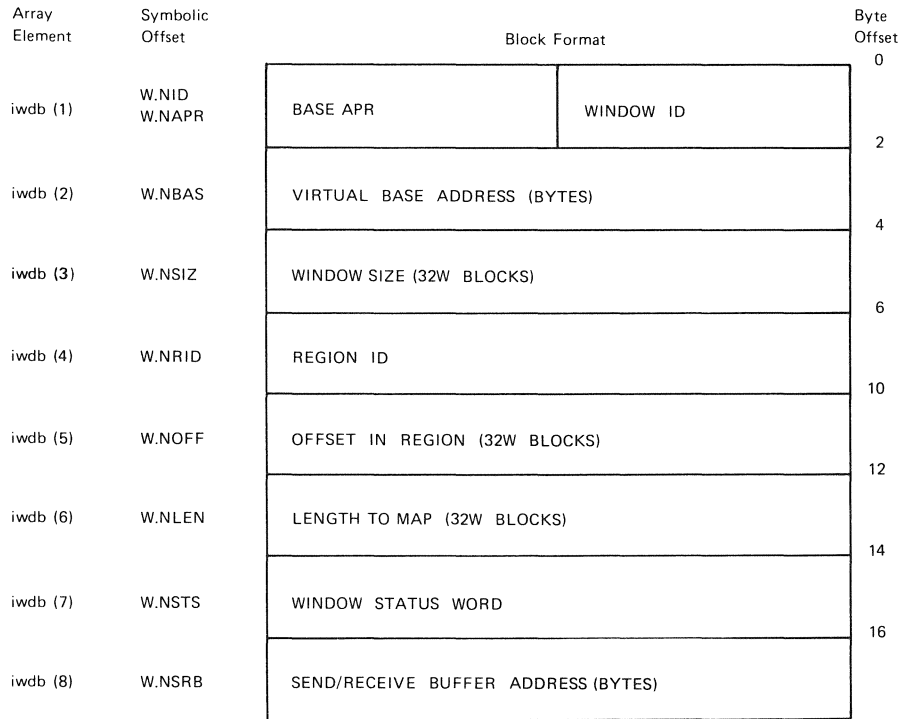 Array Symbolic Byte
Element Offset Block Format Offset
0
iwdb (1) W.NID BASE APR WINDOW ID
W.NAPR
2
iwdb (2) W.NBAS VIRTUAL BASE ADDRESS (BYTES)
4
iwdb (3) W.NSIZ WINDOW SIZE (32W BLOCKS)
6
iwdb (4) W.NRID REGION ID
10
iwdb (5) W.NOFF OFFSET IN REGION (32W BLOCKS)
12
iwdb (6) W.NLEN LENGTH TO MAP (32W BLOCKS)
14
iwdb (7) W.NSTS WINDOW STATUS WORD
16
iwdb (8) W.NSRB SEND/RECEIVE BUFFER ADDRESS (BYTES)